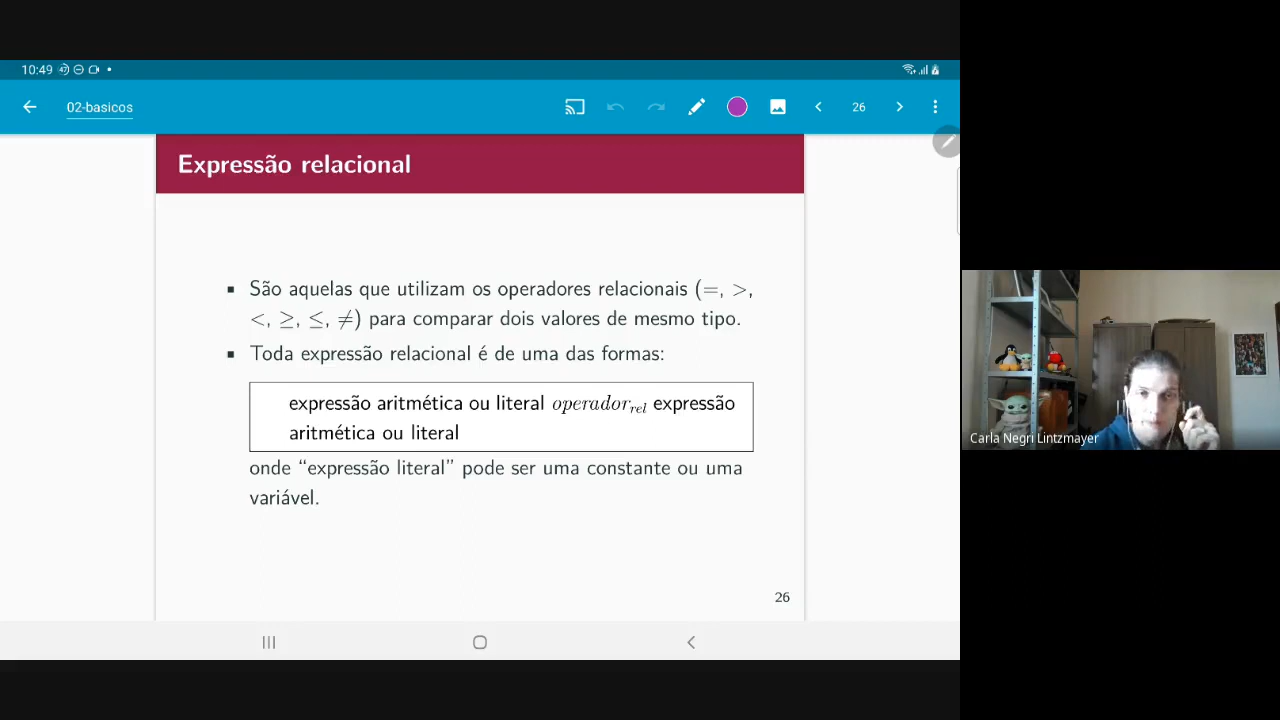 10:49
02-basicos
26
Expressão relacional
▪ São aquelas que utilizam os operadores relacionais (=, >,
<, ≥, ≤, ≠) para comparar dois valores de mesmo tipo.
▪ Toda expressão relacional é de uma das formas:
expressão aritmética ou literal operador_rel expressão
aritmética ou literal
onde “expressão literal” pode ser uma constante ou uma
variável.
26
Carla Negri Lintzmayer